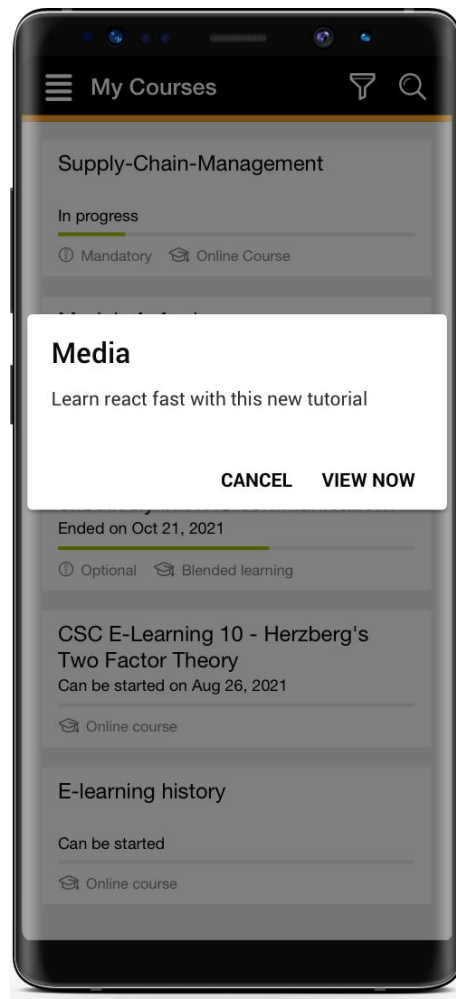 My Courses
Supply-Chain-Management
In progress
Mandatory Online Course
Media
Learn react fast with this new tutorial
CANCEL VIEW NOW
Ended on Oct 21, 2021
Optional Blended learning
CSC E-Learning 10 - Herzberg's
Two Factor Theory
Can be started on Aug 26, 2021
Online course
E-learning history
Can be started
Online course